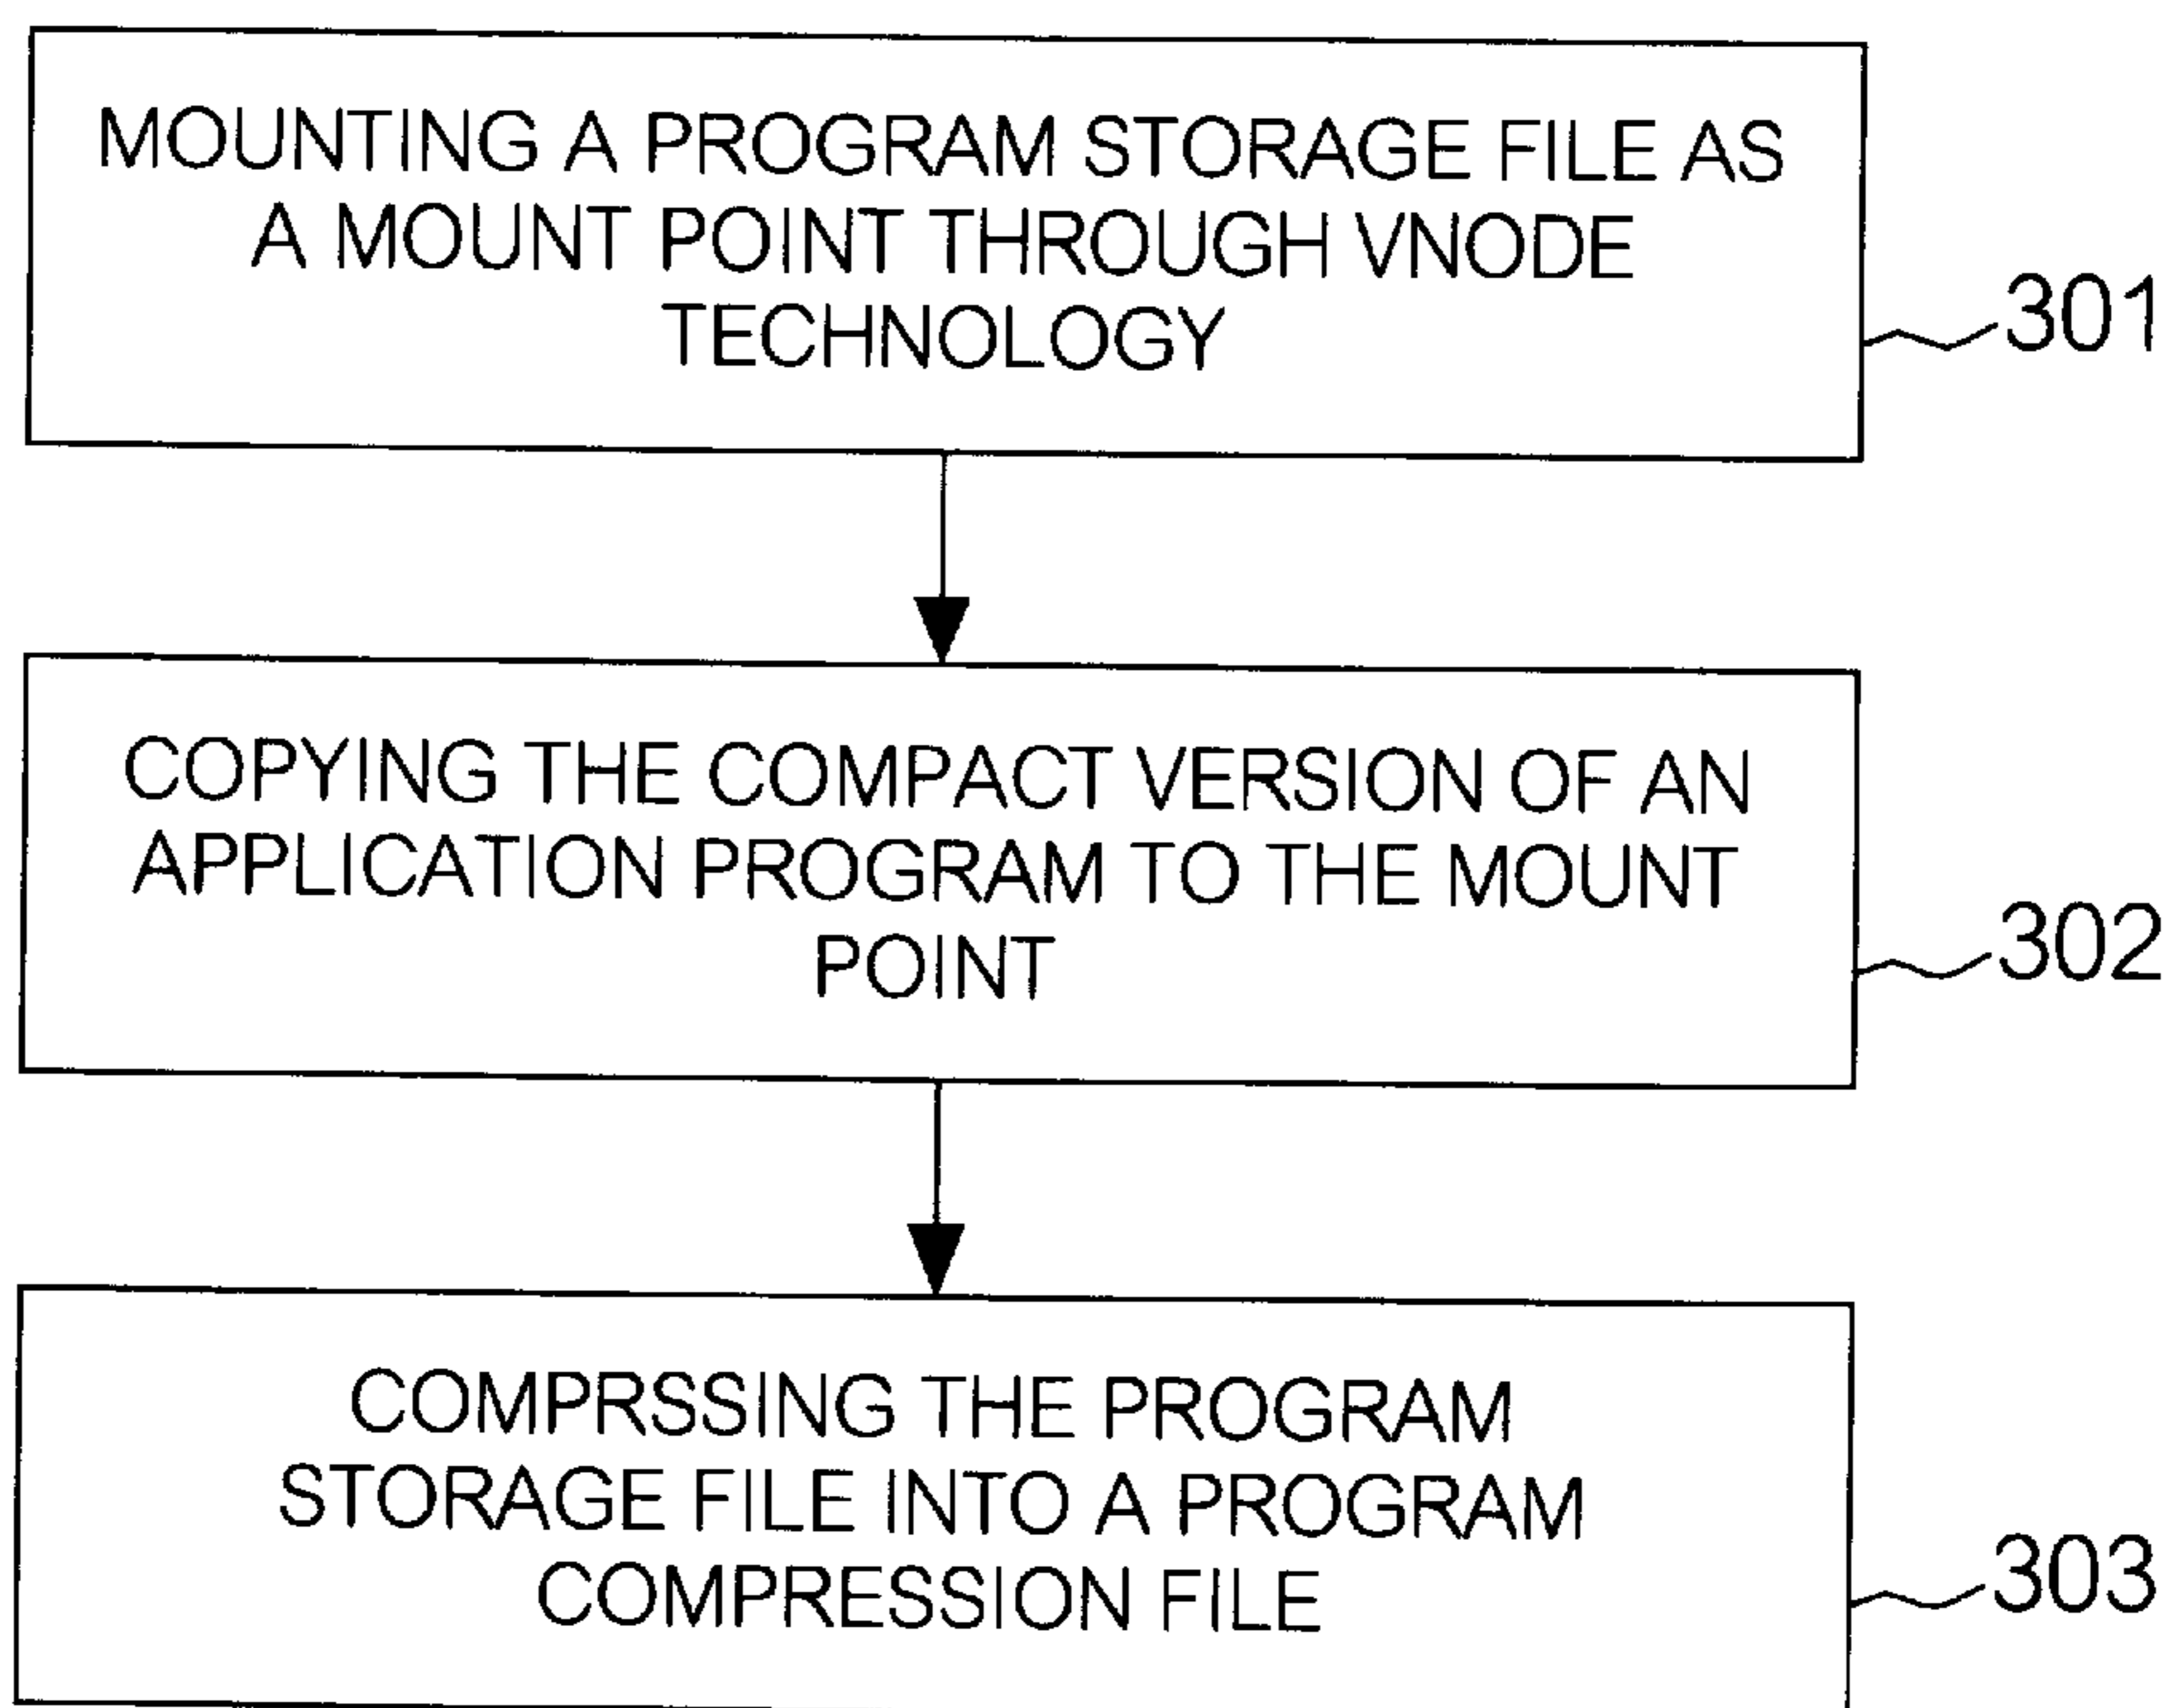 MOUNTING A PROGRAM STORAGE FILE AS
A MOUNT POINT THROUGH VNODE
TECHNOLOGY
301
COPYING THE COMPACT VERSION OF AN
APPLICATION PROGRAM TO THE MOUNT
POINT
302
COMPRSSING THE PROGRAM
STORAGE FILE INTO A PROGRAM
COMPRESSION FILE
303